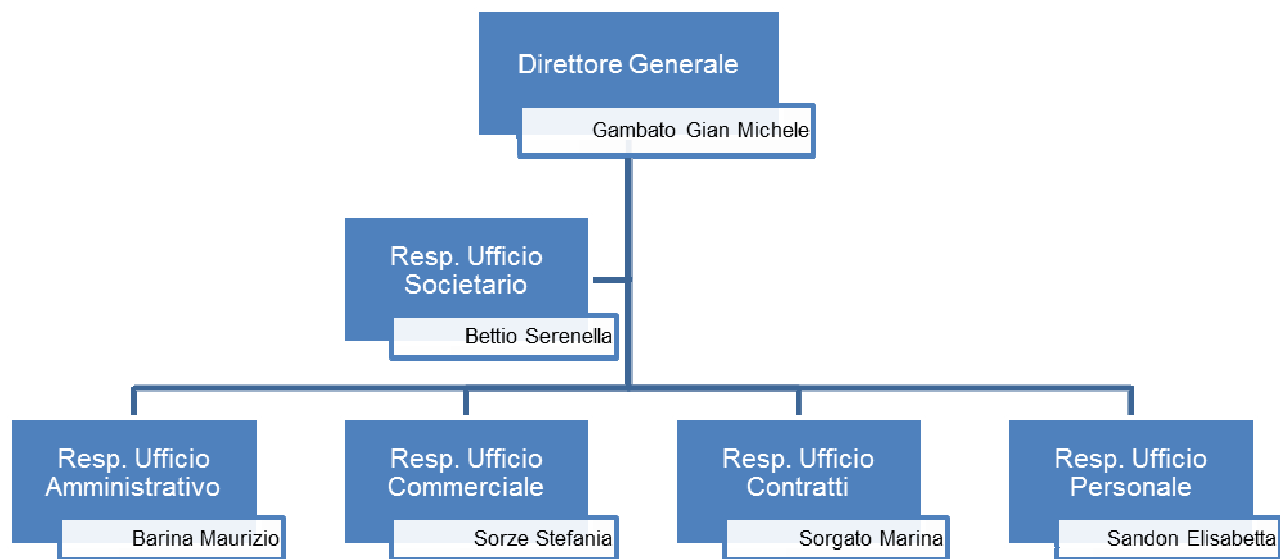 Direttore Generale
Gambato Gian Michele
Resp. Ufficio
Societario
Bettio Serenella
Resp. Ufficio
Amministrativo
Barina Maurizio
Resp. Ufficio
Commerciale
Sorze Stefania
Resp. Ufficio
Contratti
Sorgato Marina
Resp. Ufficio
Personale
Sandon Elisabetta